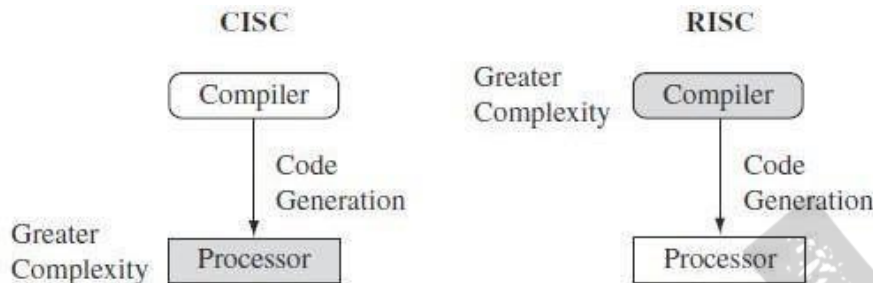 CISC
Compiler
Code
Generation
Greater
Complexity
Processor
RISC
Greater
Complexity
Compiler
Code
Generation
Processor